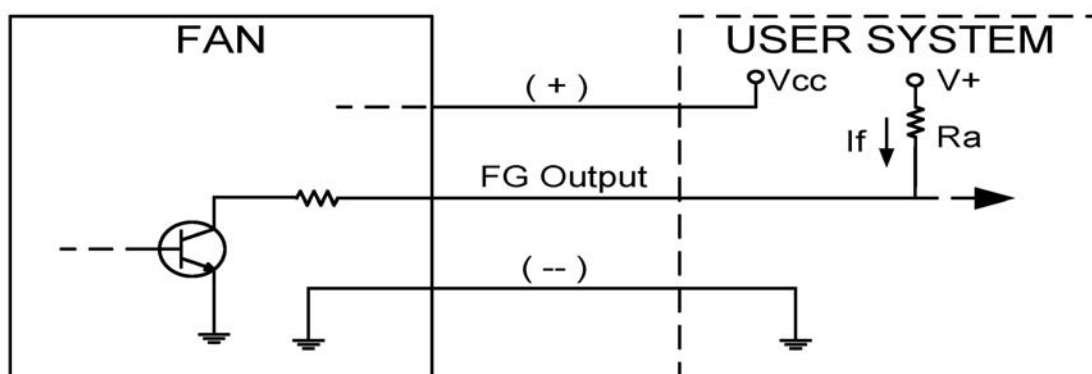 FAN
USER SYSTEM
( + )
Vcc
V+
If
Ra
FG Output
( -- )